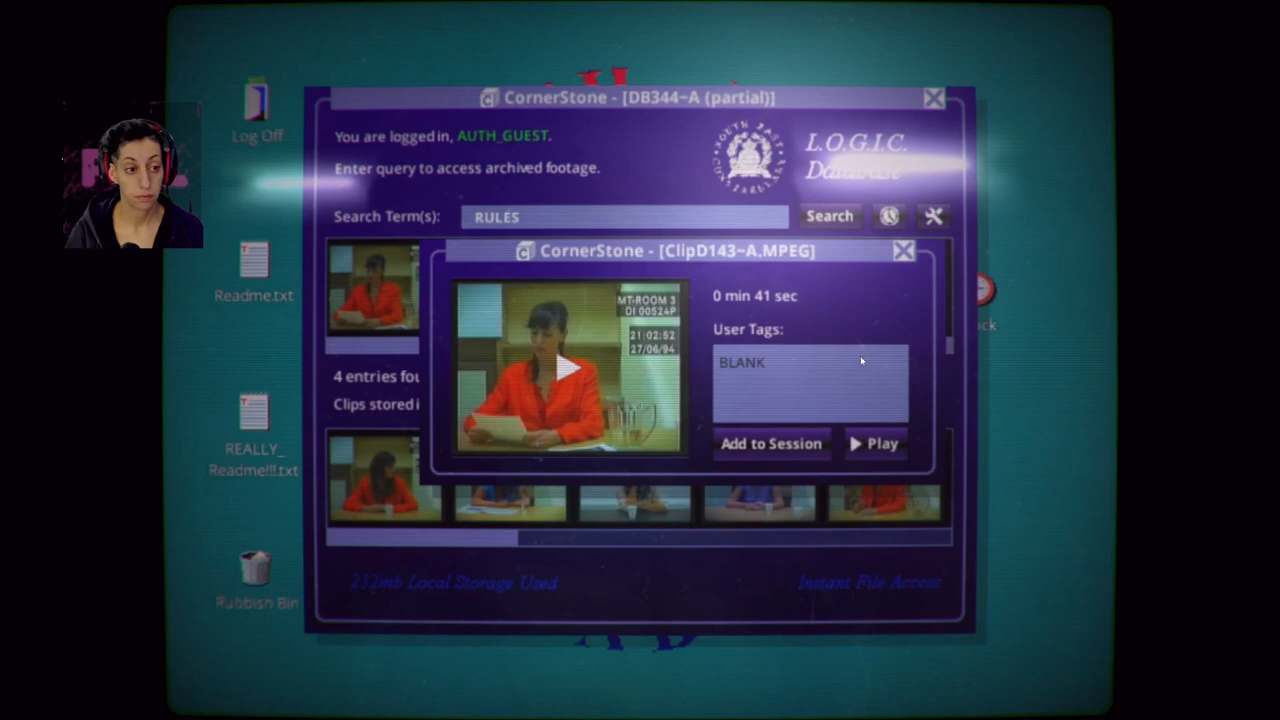 CornerStone - [DB344~A (partial)]
You are logged in, AUTH_GUEST.
Enter query to access archived footage.
SOUTH EAST
CONSTABULARY
L.O.G.I.C.
Database
Search Term(s):
RULES
Search
CornerStone - [ClipD143~A.MPEG]
MT-ROOM 3
DI 00524P
21:02:52
27/06/94
0 min 41 sec
User Tags:
BLANK
Add to Session
Play
4 entries fou
Clips stored i
232mb Local Storage Used
Instant File Access
Log Off
Readme.txt
REALLY_
Readme!!!.txt
Rubbish Bin